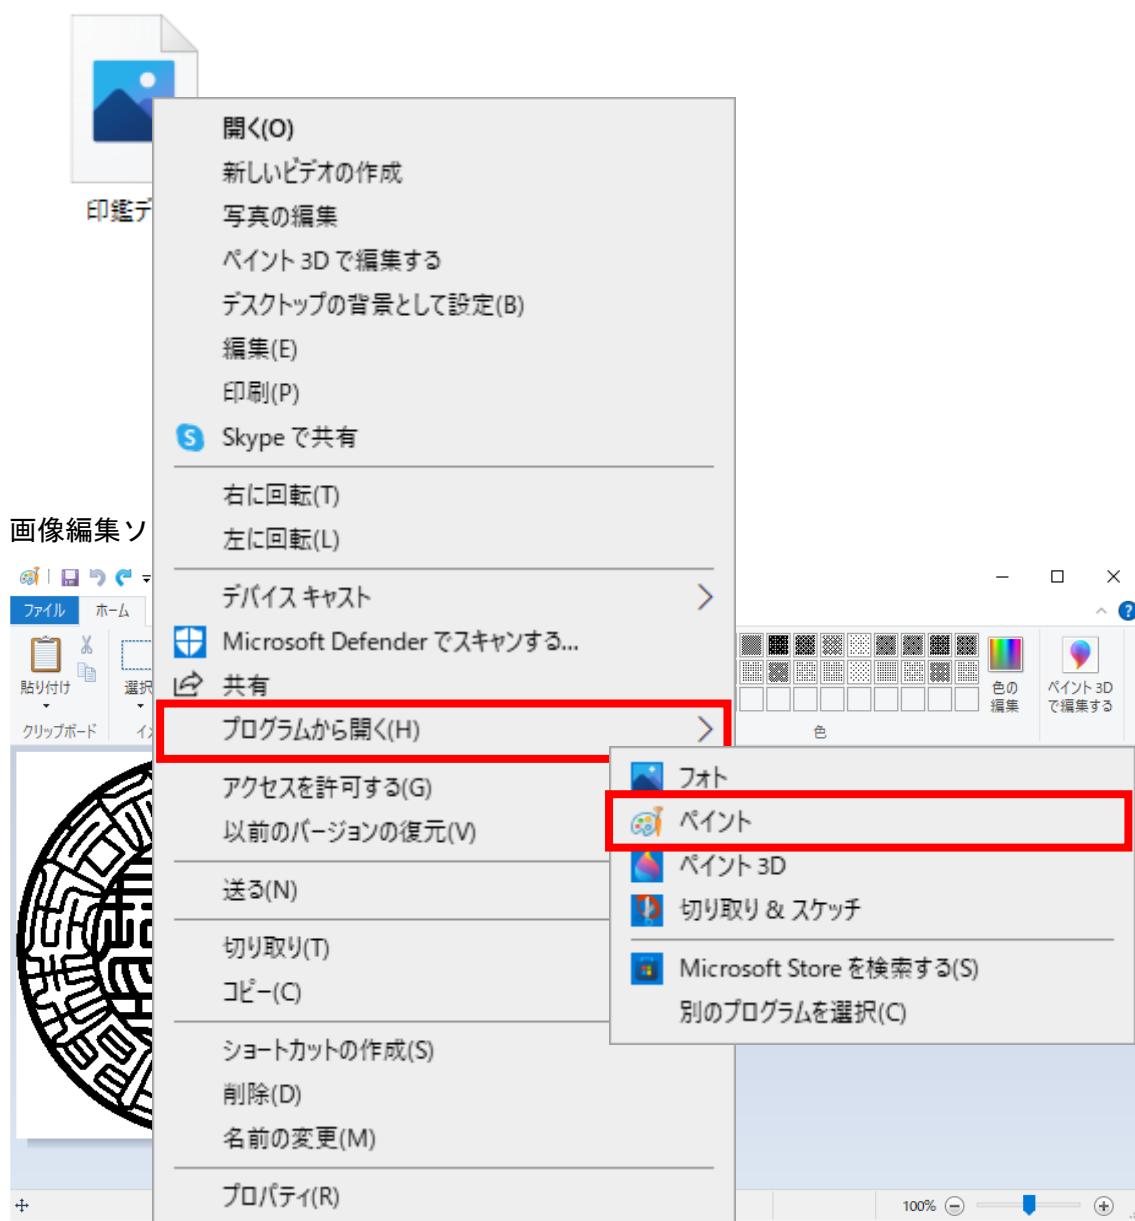 印鑑デ
開く(O)
新しいビデオの作成
写真の編集
ペイント 3D で編集する
デスクトップの背景として設定(B)
編集(E)
印刷(P)
Skype で共有
右に回転(T)
左に回転(L)
デバイス キャスト
Microsoft Defender でスキャンする...
共有
プログラムから開く(H)
アクセスを許可する(G)
以前のバージョンの復元(V)
送る(N)
切り取り(T)
コピー(C)
ショートカットの作成(S)
削除(D)
名前の変更(M)
プロパティ(R)
フォト
ペイント
ペイント 3D
切り取り & スケッチ
Microsoft Store を検索する(S)
別のプログラムを選択(C)
画像編集ソ
ファイル
ホーム
貼り付け
選択
クリップボード
イメ
色の
編集
ペイント 3D
で編集する
色
100%